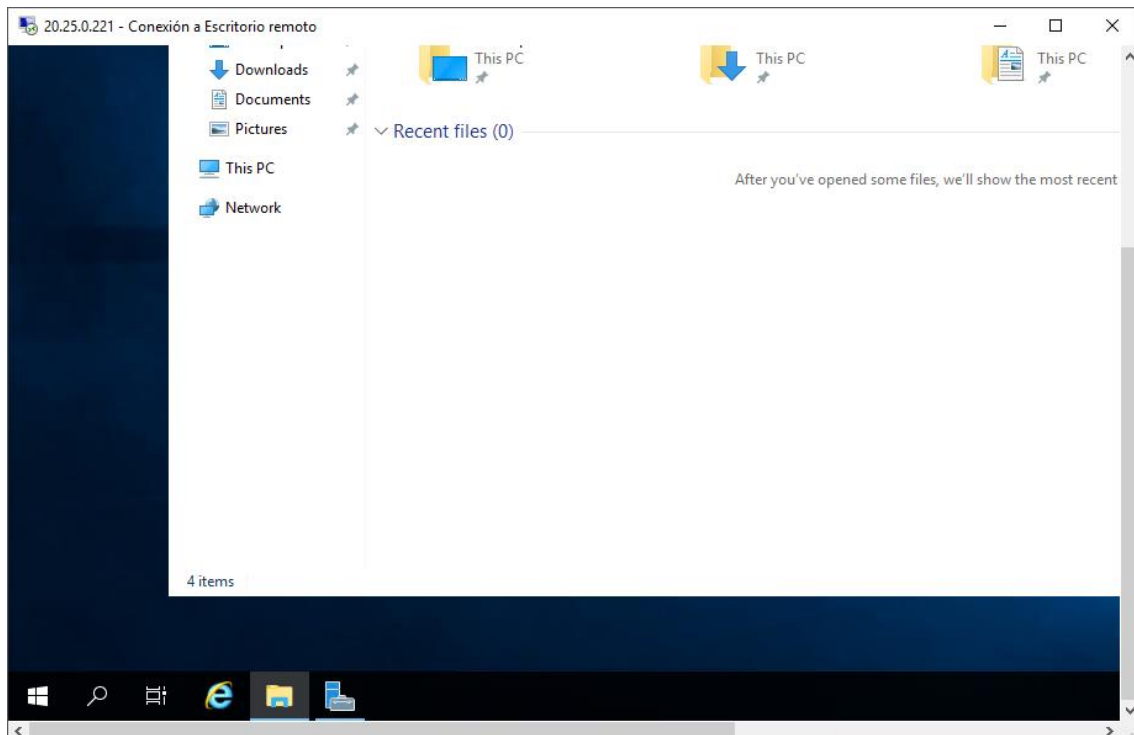 20.25.0.221 - Conexión a Escritorio remoto
Downloads
This PC
This PC
This PC
Documents
Pictures
Recent files (0)
This PC
After you've opened some files, we'll show the most recent
Network
4 items